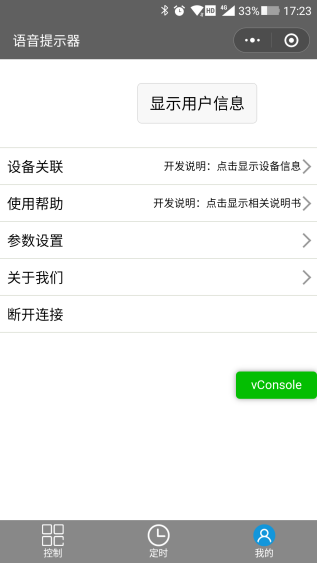 HD 4G 33% 17:23
语音提示器
显示用户信息
设备关联 开发说明：点击显示设备信息
使用帮助 开发说明：点击显示相关说明书
参数设置
关于我们
断开连接
vConsole
控制 定时 我的